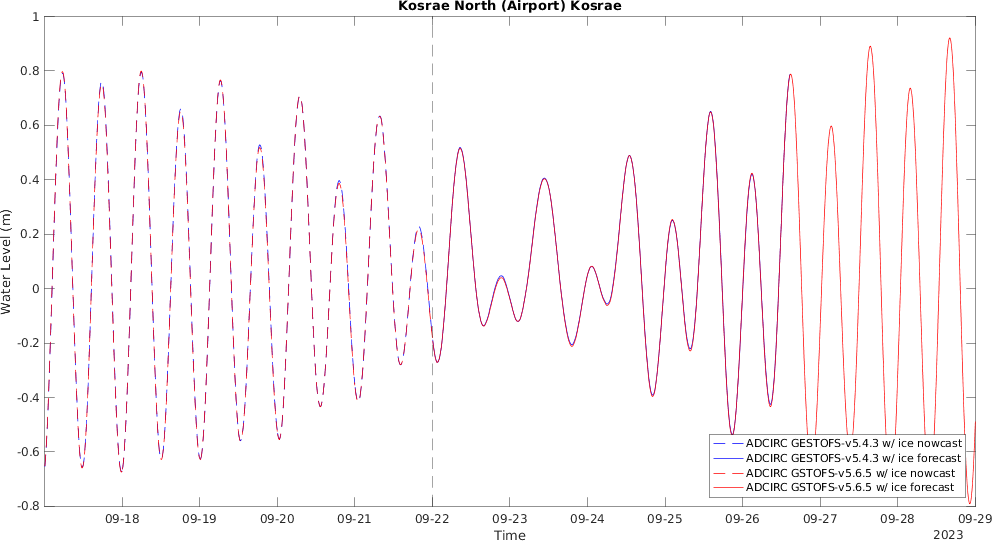 Kosrae North (Airport) Kosrae
1
0.8
0.6
0.4
0.2
0
-0.2
-0.4
-0.6
-0.8
Water Level (m)
ADCIRC GESTOFS-v5.4.3 w/ ice nowcast
ADCIRC GESTOFS-v5.4.3 w/ ice forecast
ADCIRC GSTOFS-v5.6.5 w/ ice nowcast
ADCIRC GSTOFS-v5.6.5 w/ ice forecast
09-18 09-19 09-20 09-21 09-22 09-23 09-24 09-25 09-26 09-27 09-28 09-29
Time
2023